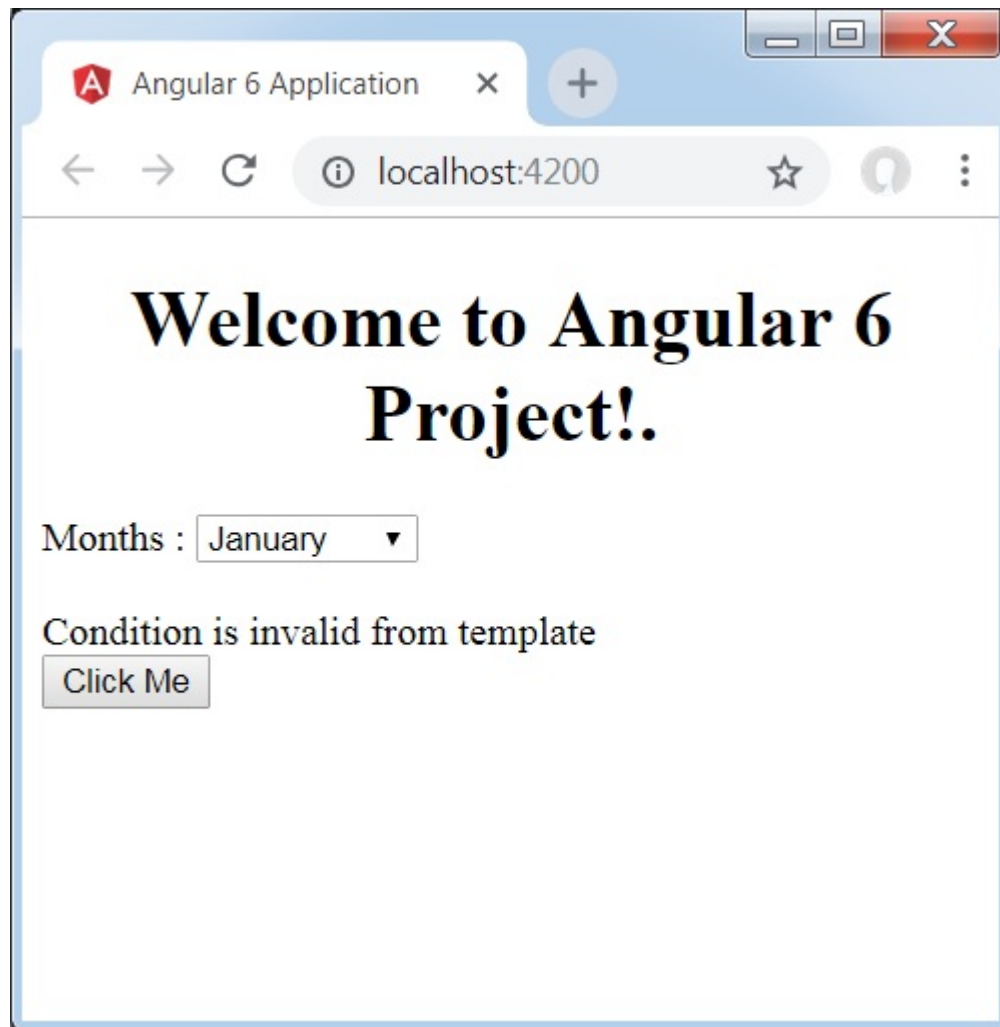 Angular 6 Application
localhost:4200
Welcome to Angular 6
Project!.
Months : January
Condition is invalid from template
Click Me